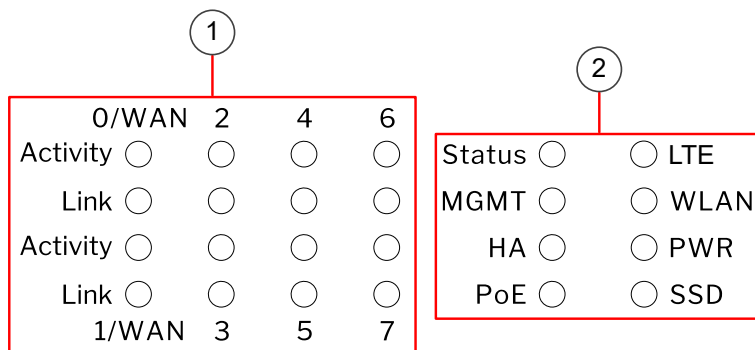 1
0/WAN 2 4 6
Activity
Link
Activity
Link
1/WAN 3 5 7
2
Status LTE
MGMT WLAN
HA PWR
PoE SSD